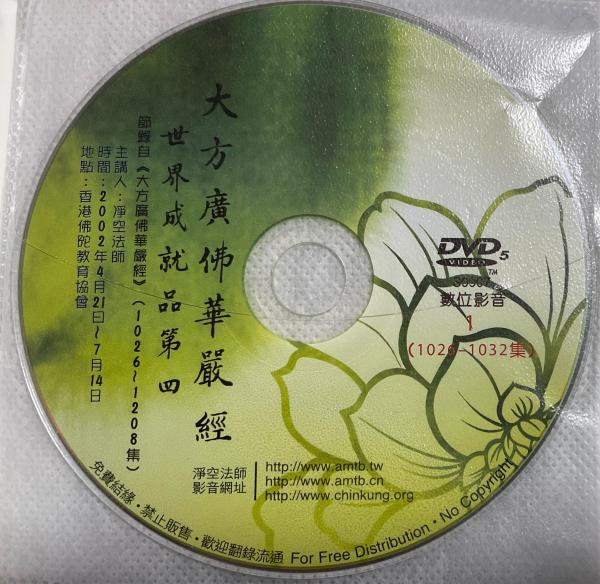 大方廣佛華嚴經
世界成就品第四
節錄自《大方廣佛華嚴經》(1026~1208集)
主講人：淨空法師
時間：2002年4月21日~7月14日
地點：香港佛陀教育協會
DVD5
VIDEO
TM
數位影音
1
(1026-1032集)
淨空法師
影音網址
http://www.amtb.tw
http://www.amtb.cn
http://www.chinkung.org
免費結緣・禁止販售・歡迎翻錄流通 For Free Distribution・No Copyright